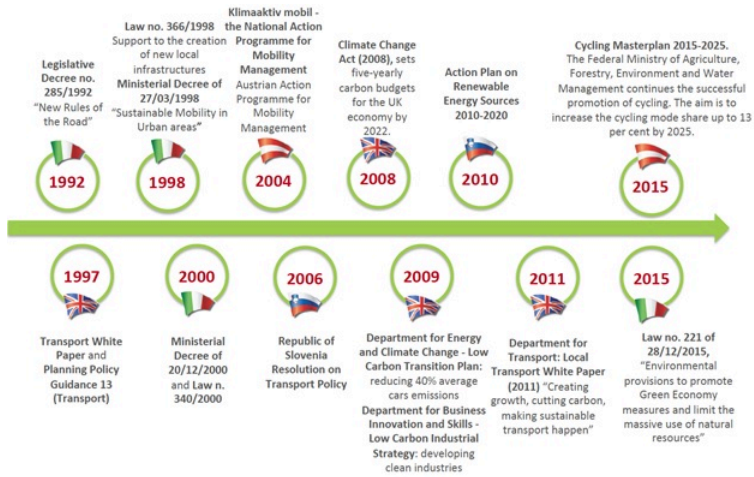 Legislative
Decree no.
285/1992
“New Rules of
the Road”
1992
Law no. 366/1998
Support to the creation
of new local
infrastructures
Ministerial Decree of
27/03/1998
“Sustainable Mobility in
Urban areas”
1998
Klimaaktiv mobil -
the National Action
Programme for
Mobility
Management
Austrian Action
Programme for
Mobility
Management
2004
Climate Change
Act (2008), sets
five-yearly
carbon budgets
for the UK
economy by
2022.
2008
Action Plan on
Renewable
Energy Sources
2010-2020
2010
Cycling Masterplan 2015-2025.
The Federal Ministry of Agriculture,
Forestry, Environment and Water
Management continues the successful
promotion of cycling. The aim is to
increase the cycling mode share up to 13
per cent by 2025.
2015
1997
Transport White
Paper and
Planning Policy
Guidance 13
(Transport)
2000
Ministerial
Decree of
20/12/2000
and Law n.
340/2000
2006
Republic of
Slovenia
Resolution on
Transport Policy
2009
Department for Energy
and Climate Change - Low
Carbon Transition Plan:
reducing 40% average
cars emissions
Department for Business
Innovation and Skills -
Low Carbon Industrial
Strategy: developing
clean industries
2011
Department for
Transport: Local
Transport White Paper
(2011) “Creating
growth, cutting carbon,
making sustainable
transport happen”
2015
Law no. 221 of
28/12/2015,
“Environmental
provisions to promote
Green Economy
measures and limit the
massive use of natural
resources”